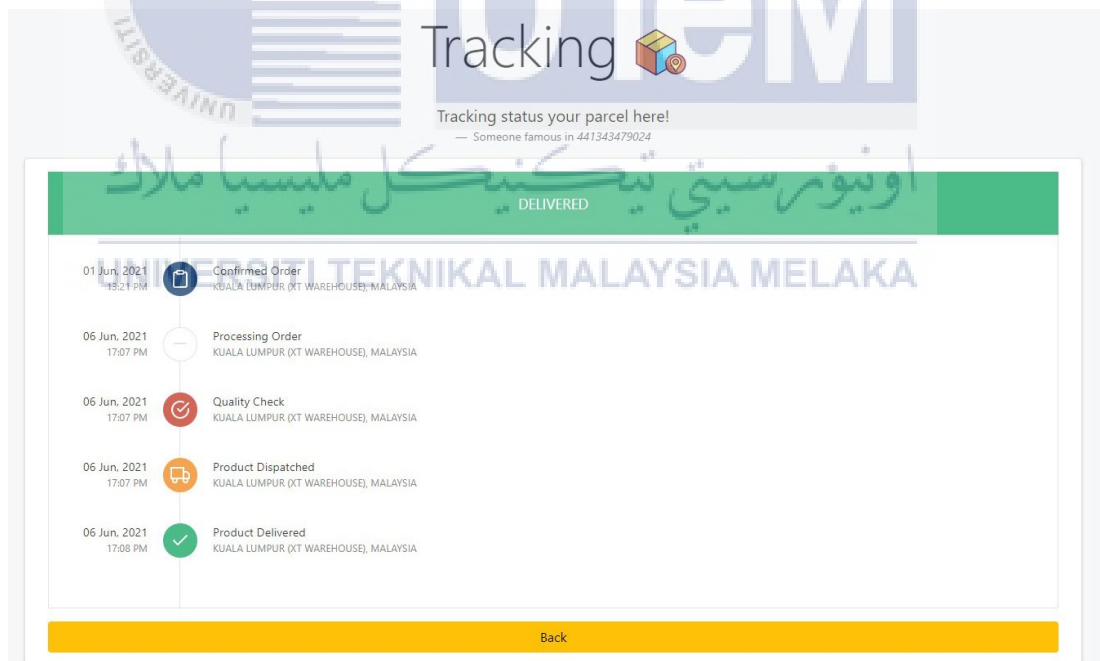 UTeM
UNIVERSITI
Tracking
Tracking status your parcel here!
— Someone famous in 441343479024
اونيۏرسيتي تيكنيكل مليسيا ملاك
DELIVERED
UNIVERSITI TEKNIKAL MALAYSIA MELAKA
01 Jun, 2021
13:21 PM
Confirmed Order
KUALA LUMPUR (XT WAREHOUSE), MALAYSIA
06 Jun, 2021
17:07 PM
Processing Order
KUALA LUMPUR (XT WAREHOUSE), MALAYSIA
06 Jun, 2021
17:07 PM
Quality Check
KUALA LUMPUR (XT WAREHOUSE), MALAYSIA
06 Jun, 2021
17:07 PM
Product Dispatched
KUALA LUMPUR (XT WAREHOUSE), MALAYSIA
06 Jun, 2021
17:08 PM
Product Delivered
KUALA LUMPUR (XT WAREHOUSE), MALAYSIA
Back